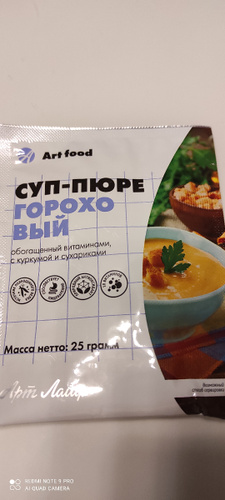 Art food
СУП-ПЮРЕ
ГОРОХО
ВЫЙ
обогащенный витаминами,
с куркумой и сухариками
Масса нетто: 25 грамм
Арт Лайф
Возможный
REDMI NOTE 9 PRO
AI QUAD CAMERA